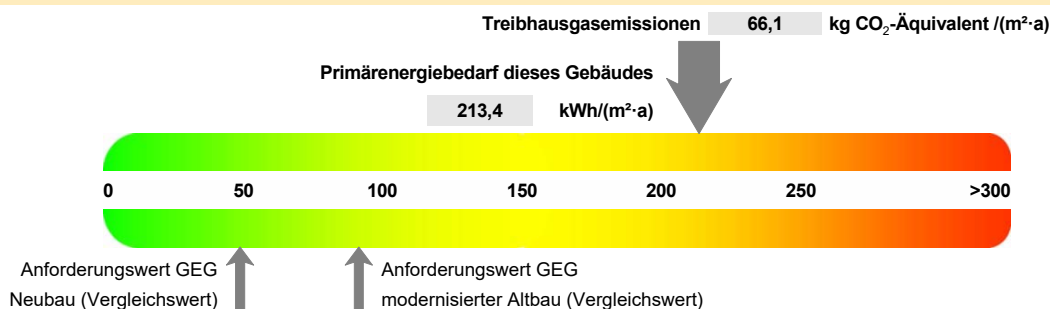 Treibhausgasemissionen 66,1 kg CO₂-Äquivalent /(m²·a)
Primärenergiebedarf dieses Gebäudes
213,4 kWh/(m²·a)
0 50 100 150 200 250 >300
Anforderungswert GEG
Neubau (Vergleichswert)
Anforderungswert GEG
modernisierter Altbau (Vergleichswert)